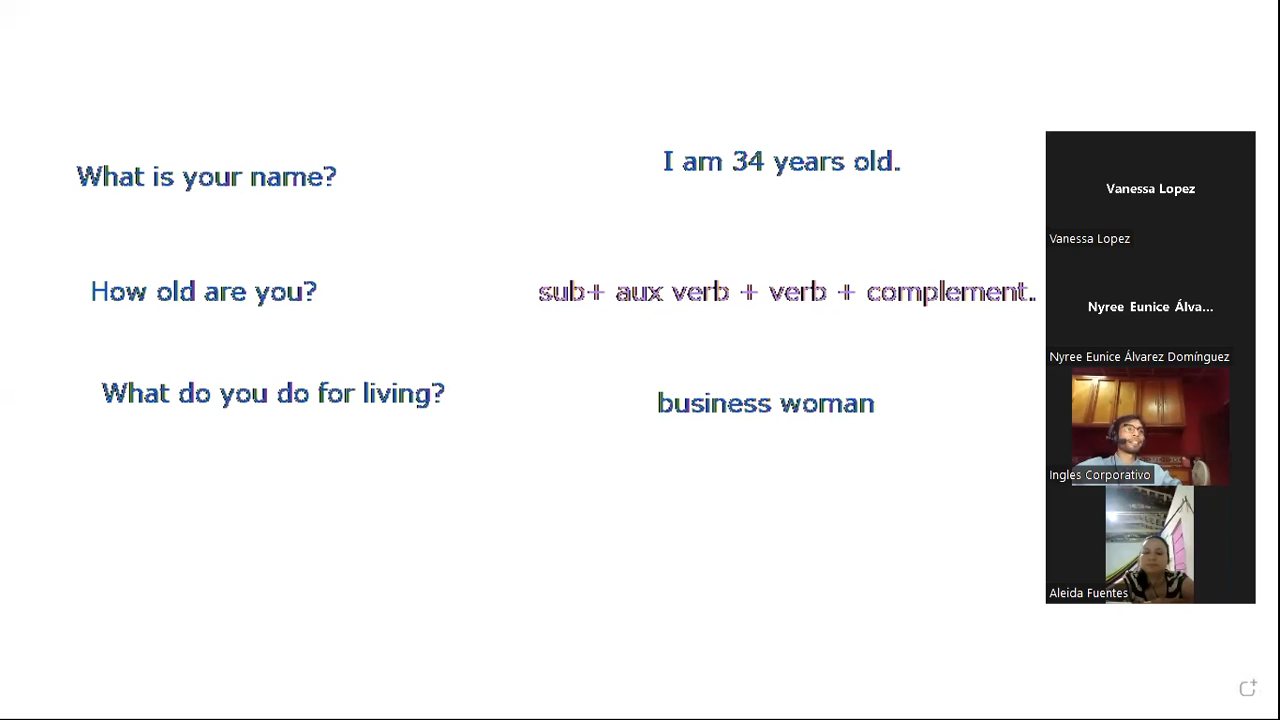 What is your name?
I am 34 years old.
How old are you?
sub+ aux verb + verb + complement.
What do you do for living?
business woman
Vanessa Lopez
Vanessa Lopez
Nyree Eunice Álva...
Nyree Eunice Álvarez Domínguez
Ingles Corporativo
Aleida Fuentes